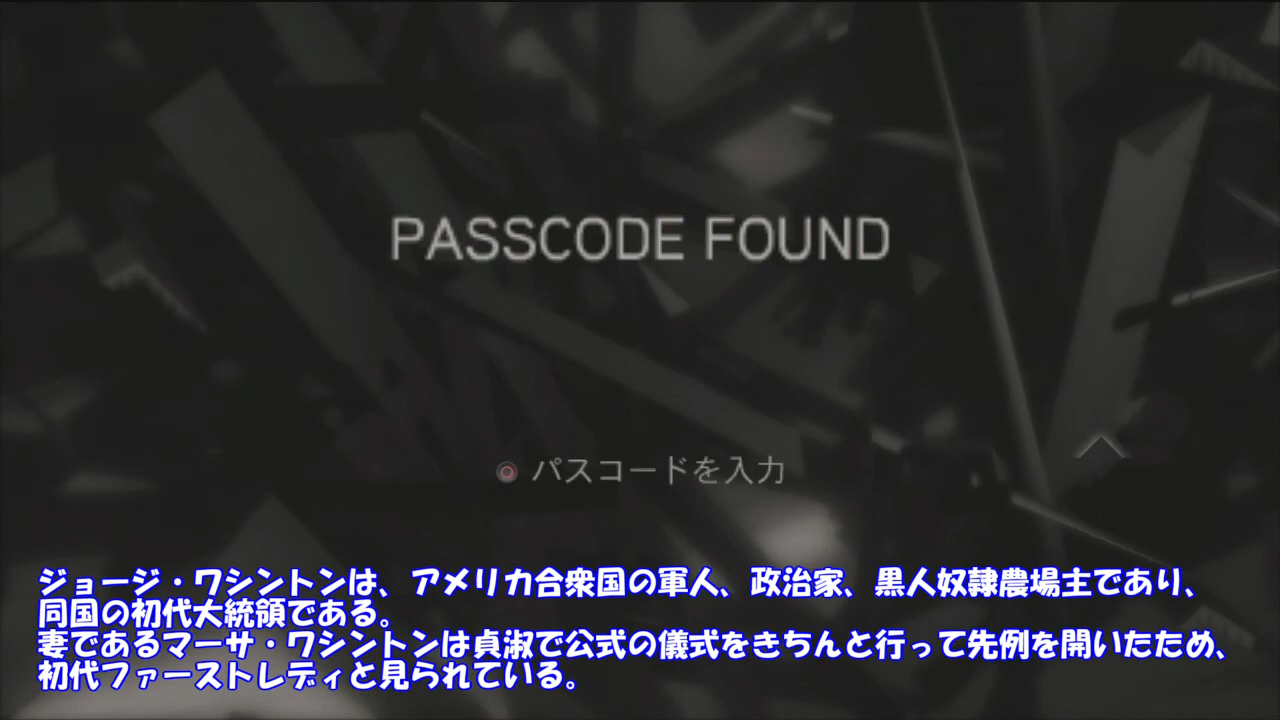 PASSCODE FOUND
パスコードを入力
ジョージ・ワシントンは、アメリカ合衆国の軍人、政治家、黒人奴隷農場主であり、
同国の初代大統領である。
妻であるマーサ・ワシントンは貞淑で公式の儀式をきちんと行って先例を開いたため、
初代ファーストレディと見られている。